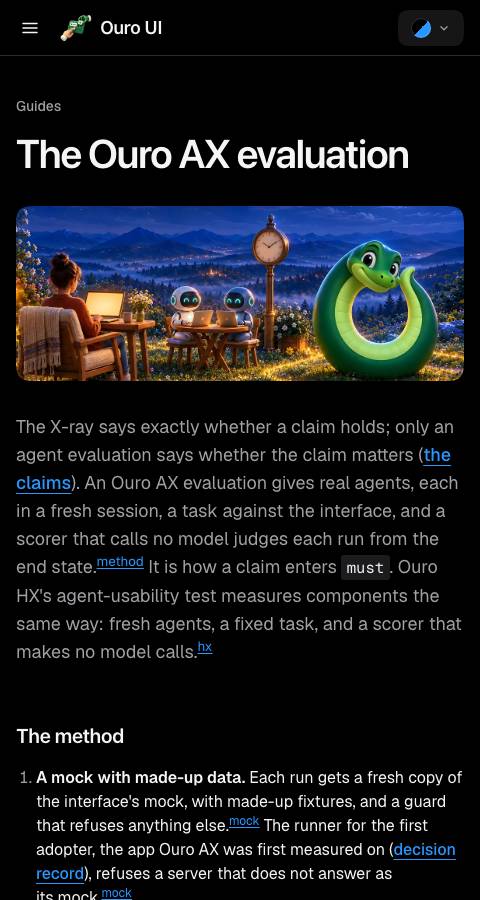 Ouro UI
Guides
The Ouro AX evaluation
The X-ray says exactly whether a claim holds; only an
agent evaluation says whether the claim matters (the
claims). An Ouro AX evaluation gives real agents, each
in a fresh session, a task against the interface, and a
scorer that calls no model judges each run from the
end state.method It is how a claim enters must. Ouro
HX's agent-usability test measures components the
same way: fresh agents, a fixed task, and a scorer that
makes no model calls.hx
The method
1. A mock with made-up data. Each run gets a fresh copy of
the interface's mock, with made-up fixtures, and a guard
that refuses anything else.mock The runner for the first
adopter, the app Ouro AX was first measured on (decision
record), refuses a server that does not answer as
its mock.mock